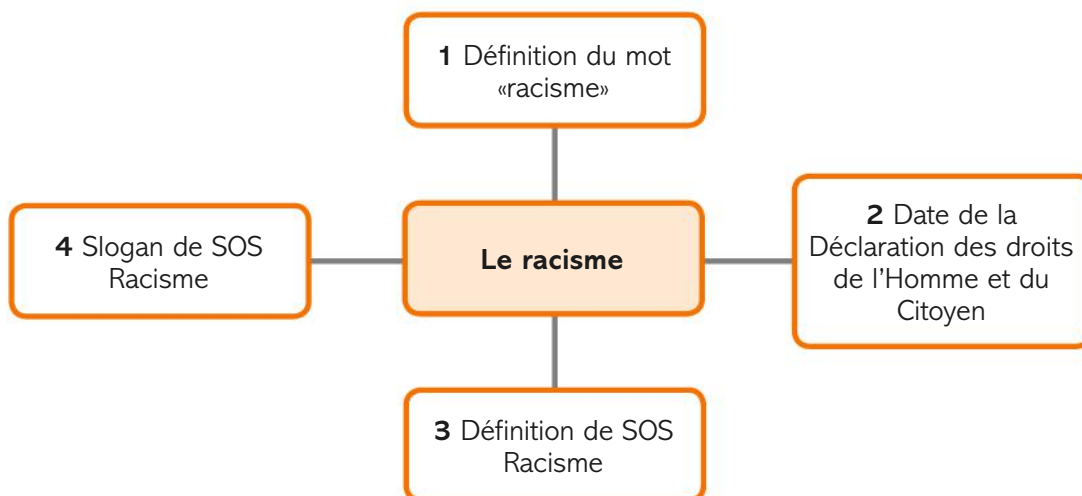 1 Définition du mot
«racisme»
2 Date de la
Déclaration des droits
de l’Homme et du
Citoyen
4 Slogan de SOS
Racisme
Le racisme
3 Définition de SOS
Racisme